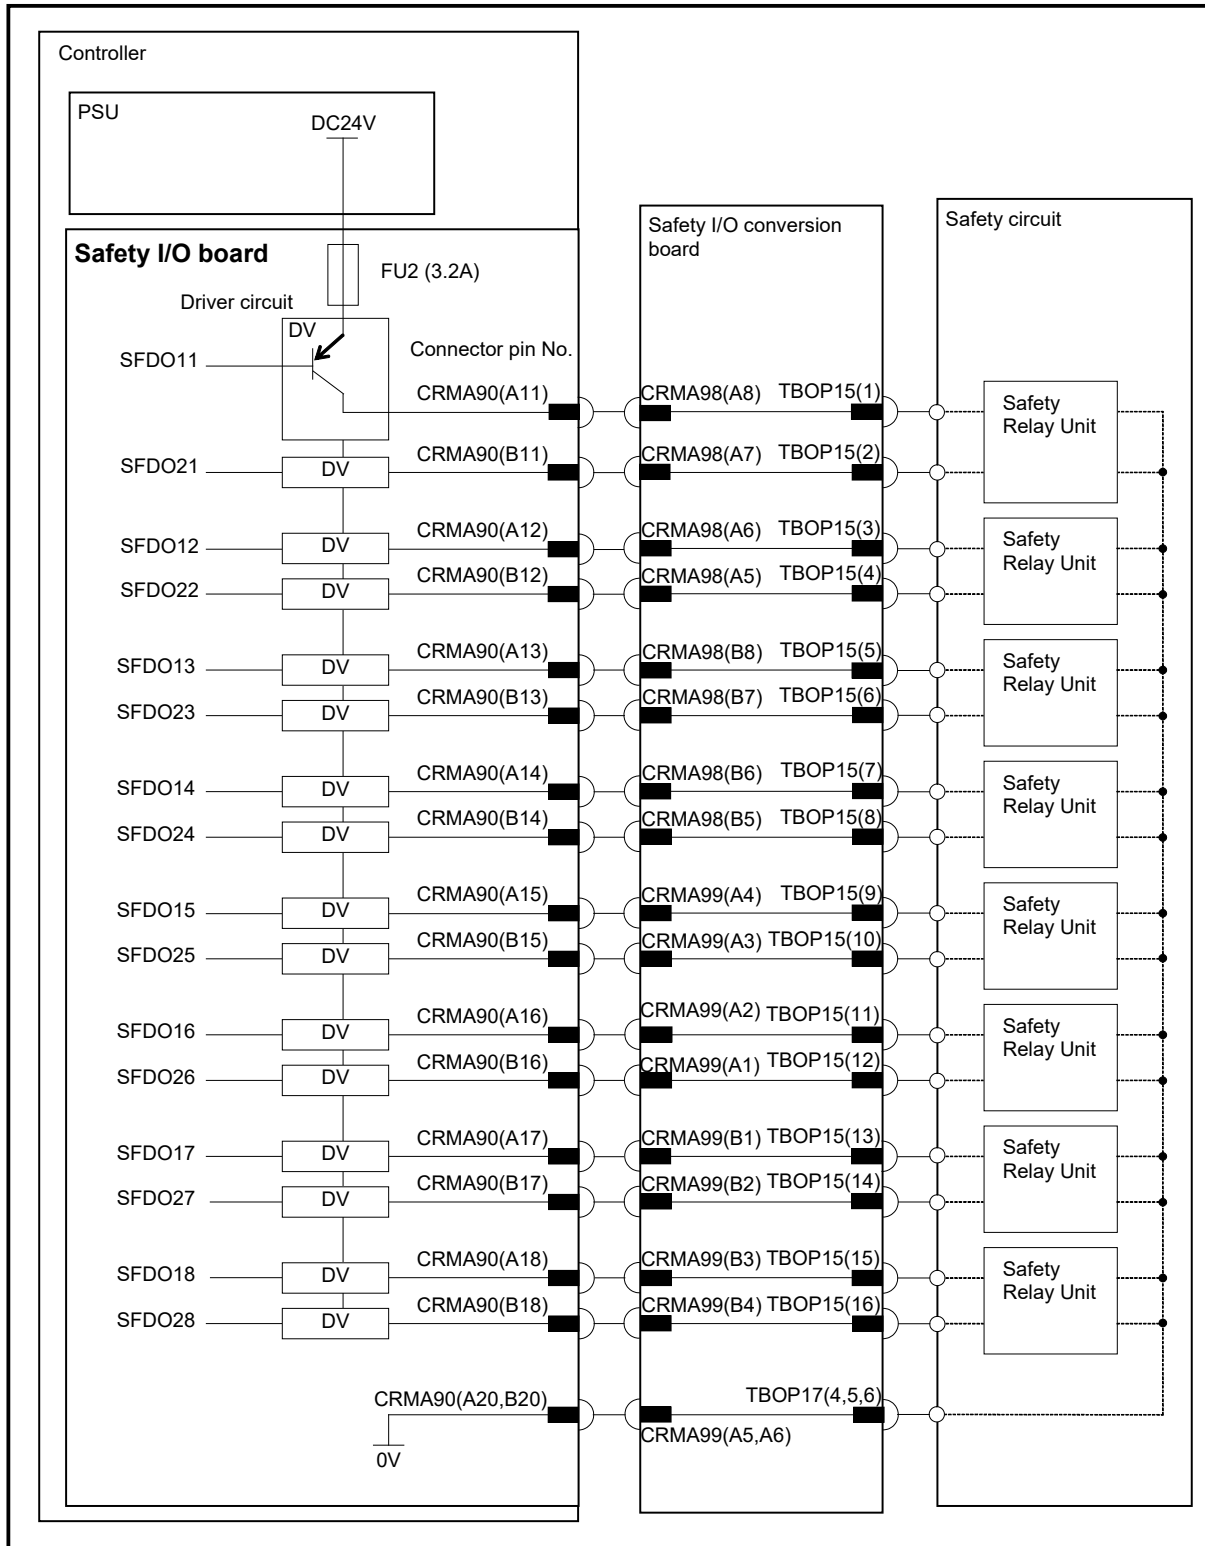 Controller
PSU
DC24V
Safety I/O board
FU2 (3.2A)
Driver circuit
DV
Connector pin No.
Safety I/O conversion
board
Safety circuit
SFDO11
CRMA90(A11)
CRMA98(A8)
TBOP15(1)
Safety
Relay Unit
SFDO21
DV
CRMA90(B11)
CRMA98(A7)
TBOP15(2)
SFDO12
DV
CRMA90(A12)
CRMA98(A6)
TBOP15(3)
Safety
Relay Unit
SFDO22
DV
CRMA90(B12)
CRMA98(A5)
TBOP15(4)
SFDO13
DV
CRMA90(A13)
CRMA98(B8)
TBOP15(5)
Safety
Relay Unit
SFDO23
DV
CRMA90(B13)
CRMA98(B7)
TBOP15(6)
SFDO14
DV
CRMA90(A14)
CRMA98(B6)
TBOP15(7)
Safety
Relay Unit
SFDO24
DV
CRMA90(B14)
CRMA98(B5)
TBOP15(8)
SFDO15
DV
CRMA90(A15)
CRMA99(A4)
TBOP15(9)
Safety
Relay Unit
SFDO25
DV
CRMA90(B15)
CRMA99(A3)
TBOP15(10)
SFDO16
DV
CRMA90(A16)
CRMA99(A2)
TBOP15(11)
Safety
Relay Unit
SFDO26
DV
CRMA90(B16)
CRMA99(A1)
TBOP15(12)
SFDO17
DV
CRMA90(A17)
CRMA99(B1)
TBOP15(13)
Safety
Relay Unit
SFDO27
DV
CRMA90(B17)
CRMA99(B2)
TBOP15(14)
SFDO18
DV
CRMA90(A18)
CRMA99(B3)
TBOP15(15)
Safety
Relay Unit
SFDO28
DV
CRMA90(B18)
CRMA99(B4)
TBOP15(16)
CRMA90(A20,B20)
TBOP17(4,5,6)
CRMA99(A5,A6)
0V